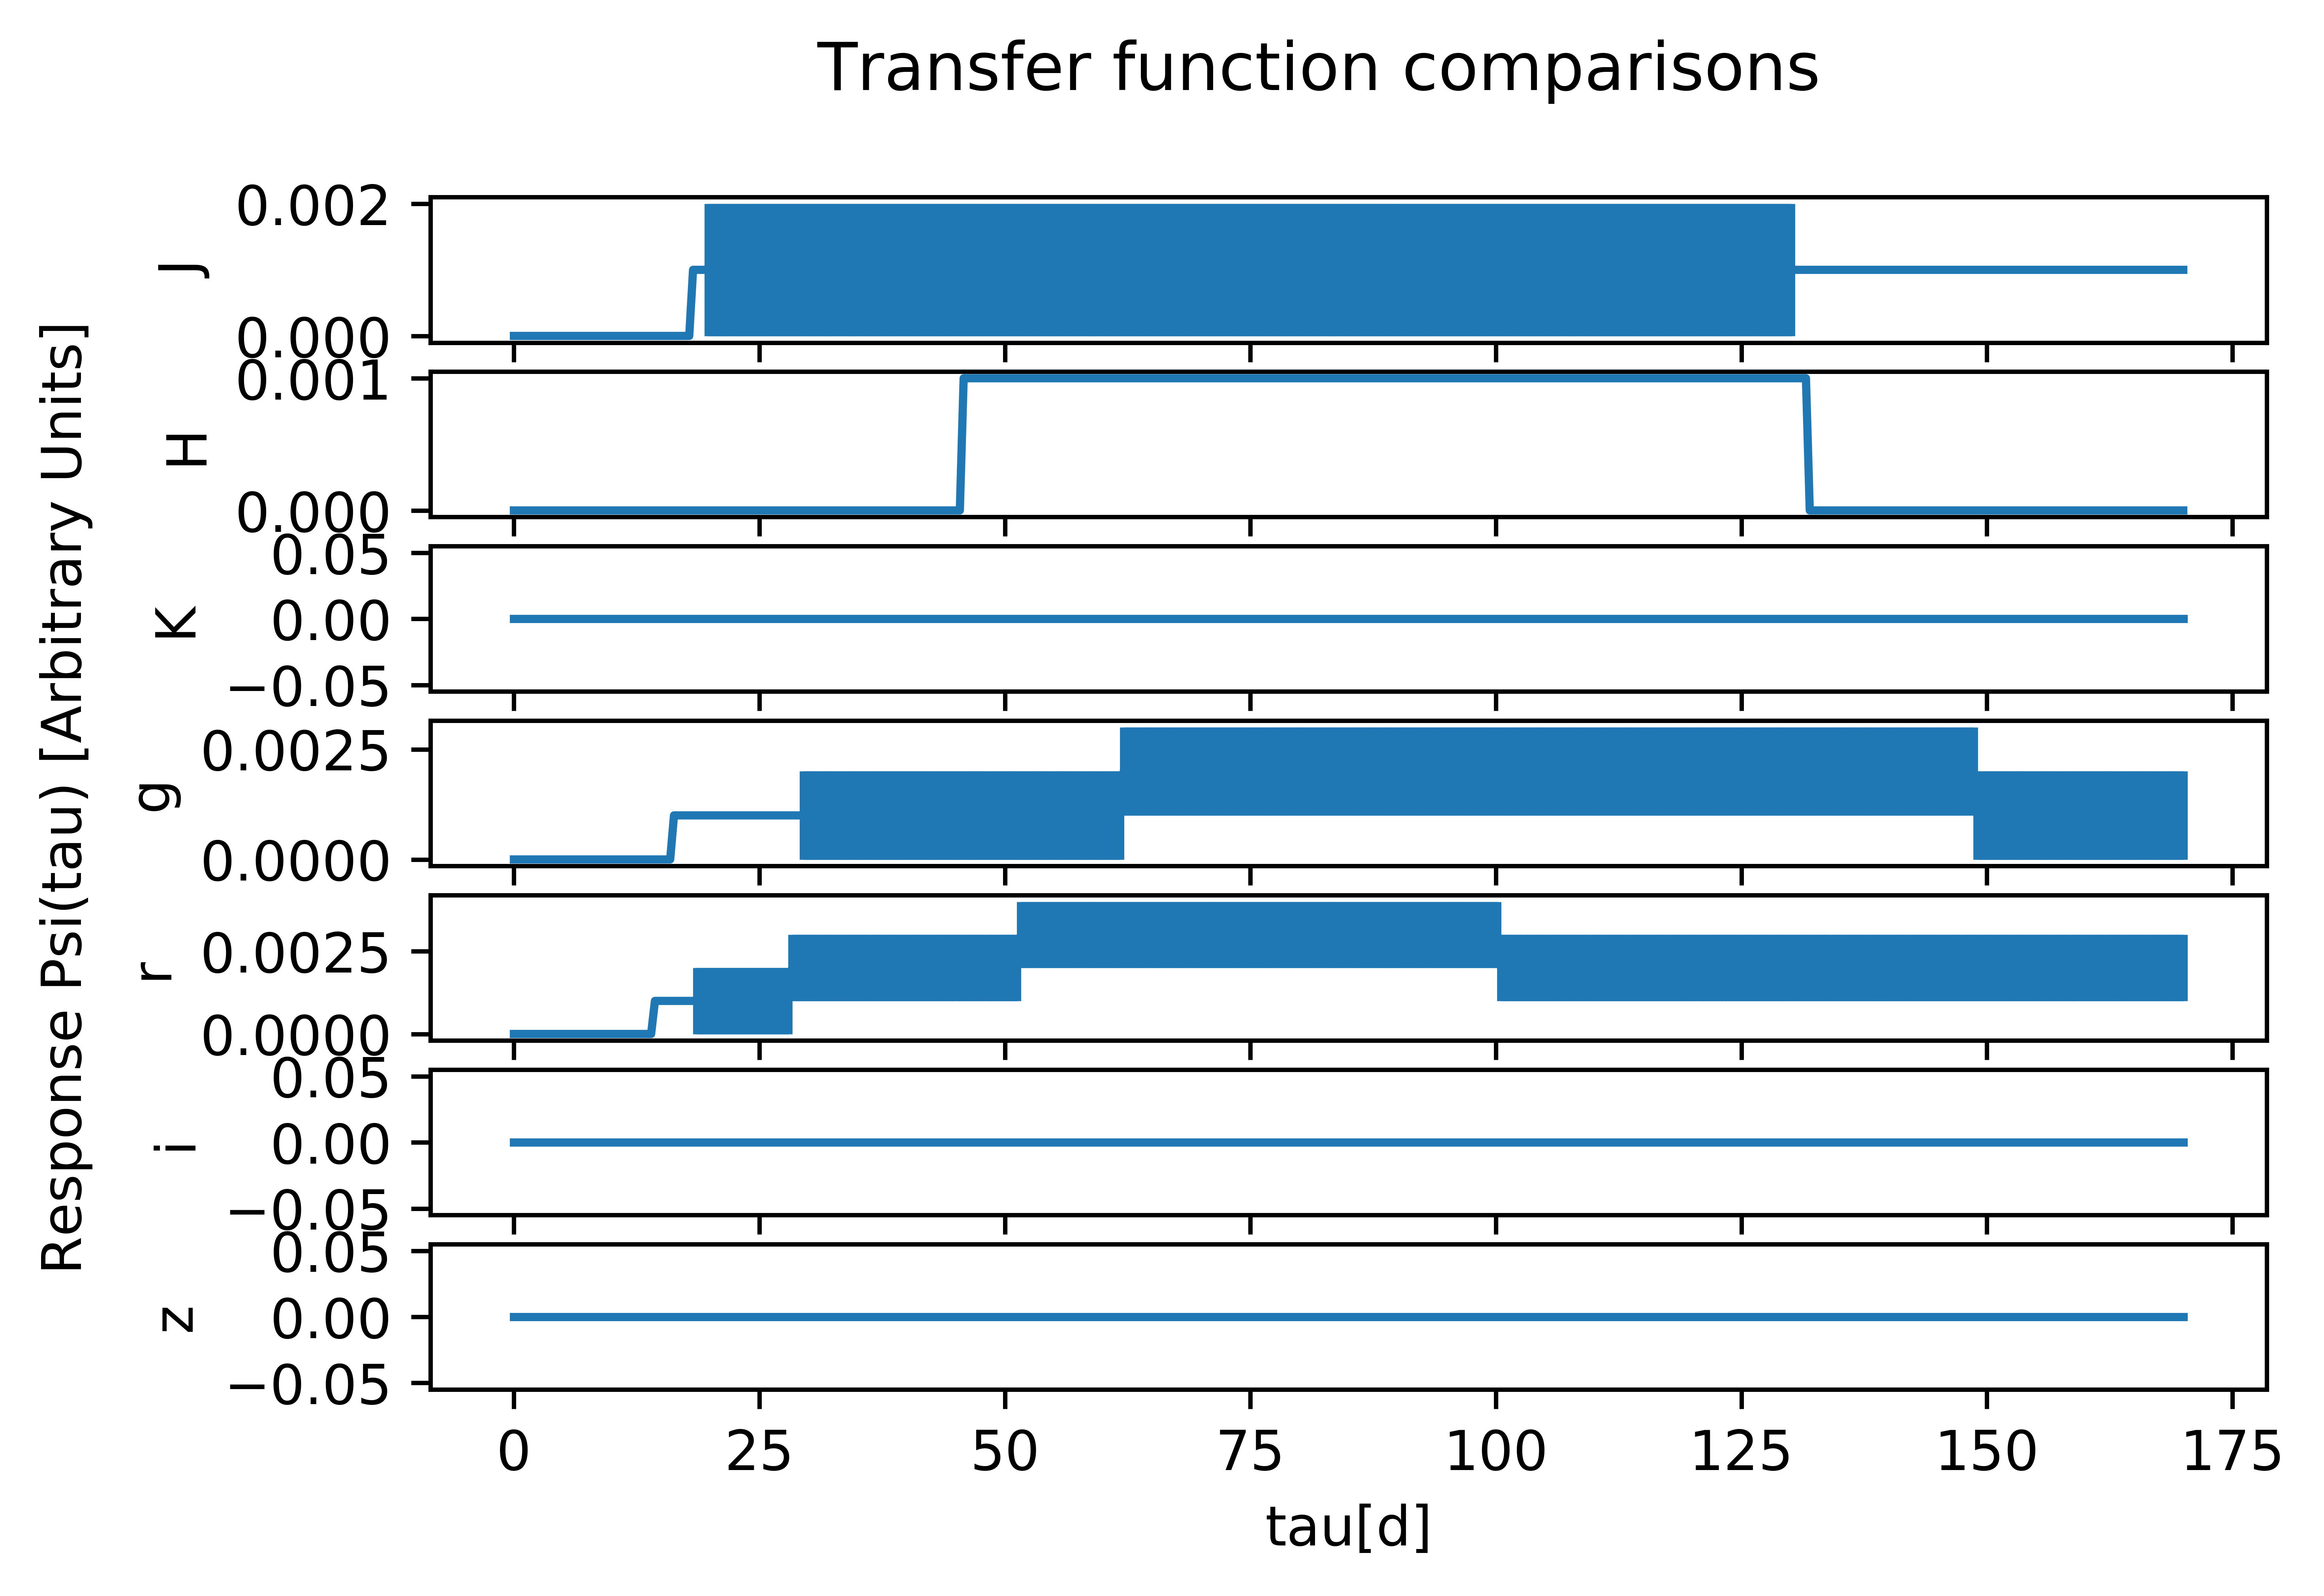 Transfer function comparisons
Response Psi(tau) [Arbitrary Units]
J
0.002
0.000
H
0.001
0.000
K
0.05
0.00
−0.05
g
0.0025
0.0000
r
0.0025
0.0000
i
0.05
0.00
−0.05
z
0.05
0.00
−0.05
0 25 50 75 100 125 150 175
tau[d]